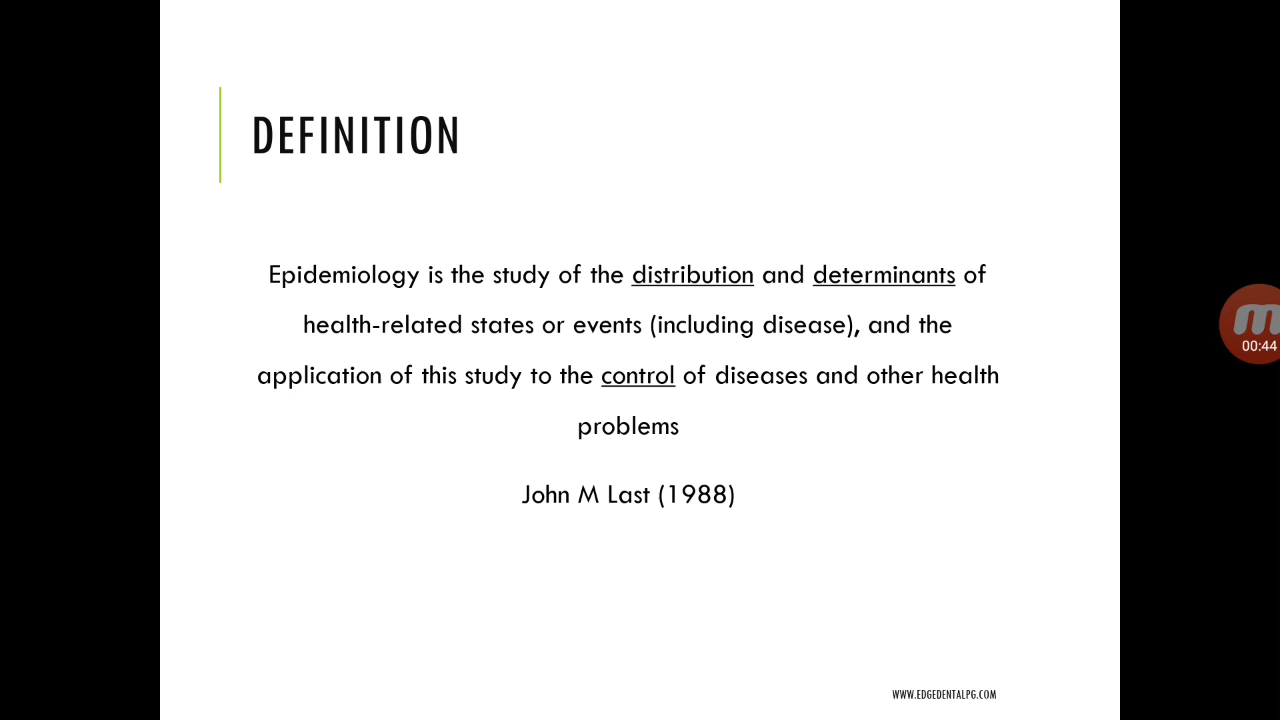 DEFINITION
Epidemiology is the study of the distribution and determinants of
health-related states or events (including disease), and the
application of this study to the control of diseases and other health
problems
John M Last (1988)
m
00:44
WWW.EDGEDENTALPG.COM